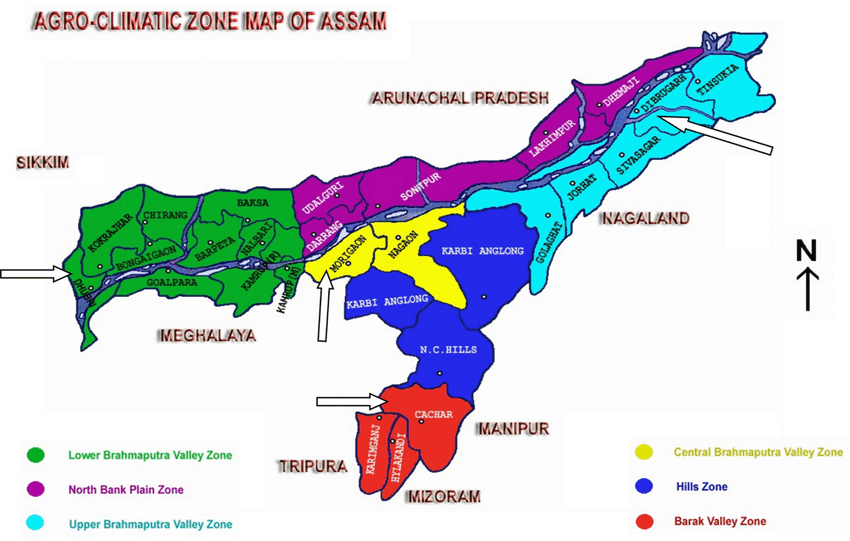 AGRO-CLIMATIC ZONE MAP OF ASSAM
ARUNACHAL PRADESH
SIKKIM
NAGALAND
MEGHALAYA
MANIPUR
TRIPURA
MIZORAM
N
KOKRAJHAR
CHIRANG
BAKSA
BONGAIGAON
BARPETA
NALBARI
DHUBRI
GOALPARA
KAMRUP(R)
KAMRUP(M)
UDALGURI
DARRANG
SONITPUR
LAKHIMPUR
DHEMAJI
DIBRUGARH
TINSUKIA
SIVASAGAR
JORHAT
GOLAGHAT
MORIGAON
NAGAON
KARBI ANGLONG
KARBI ANGLONG
N.C.HILLS
CACHAR
KARIMGANJ
HYLAKANDI
Lower Brahmaputra Valley Zone
North Bank Plain Zone
Upper Brahmaputra Valley Zone
Central Brahmaputra Valley Zone
Hills Zone
Barak Valley Zone